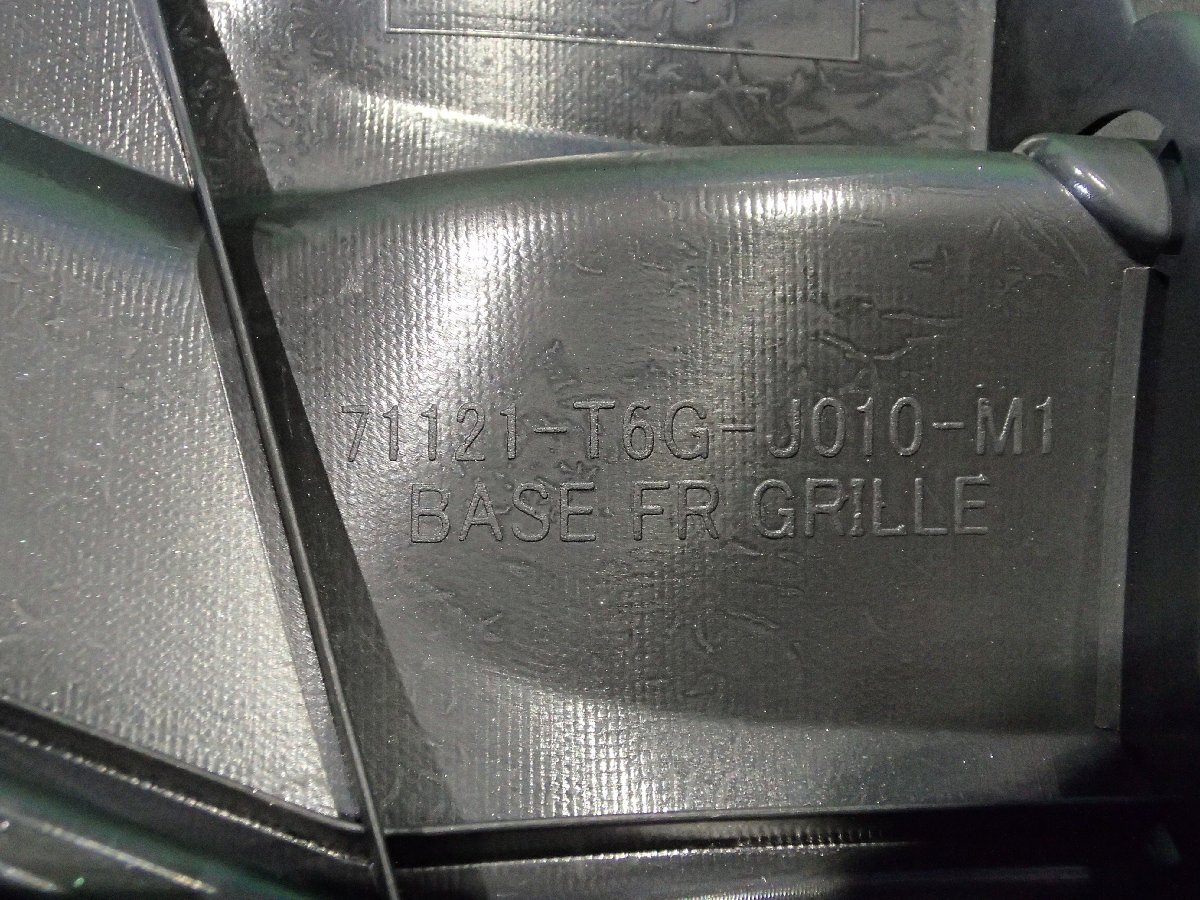 71121-T6G-J010-M1
BASE FR GRILLE